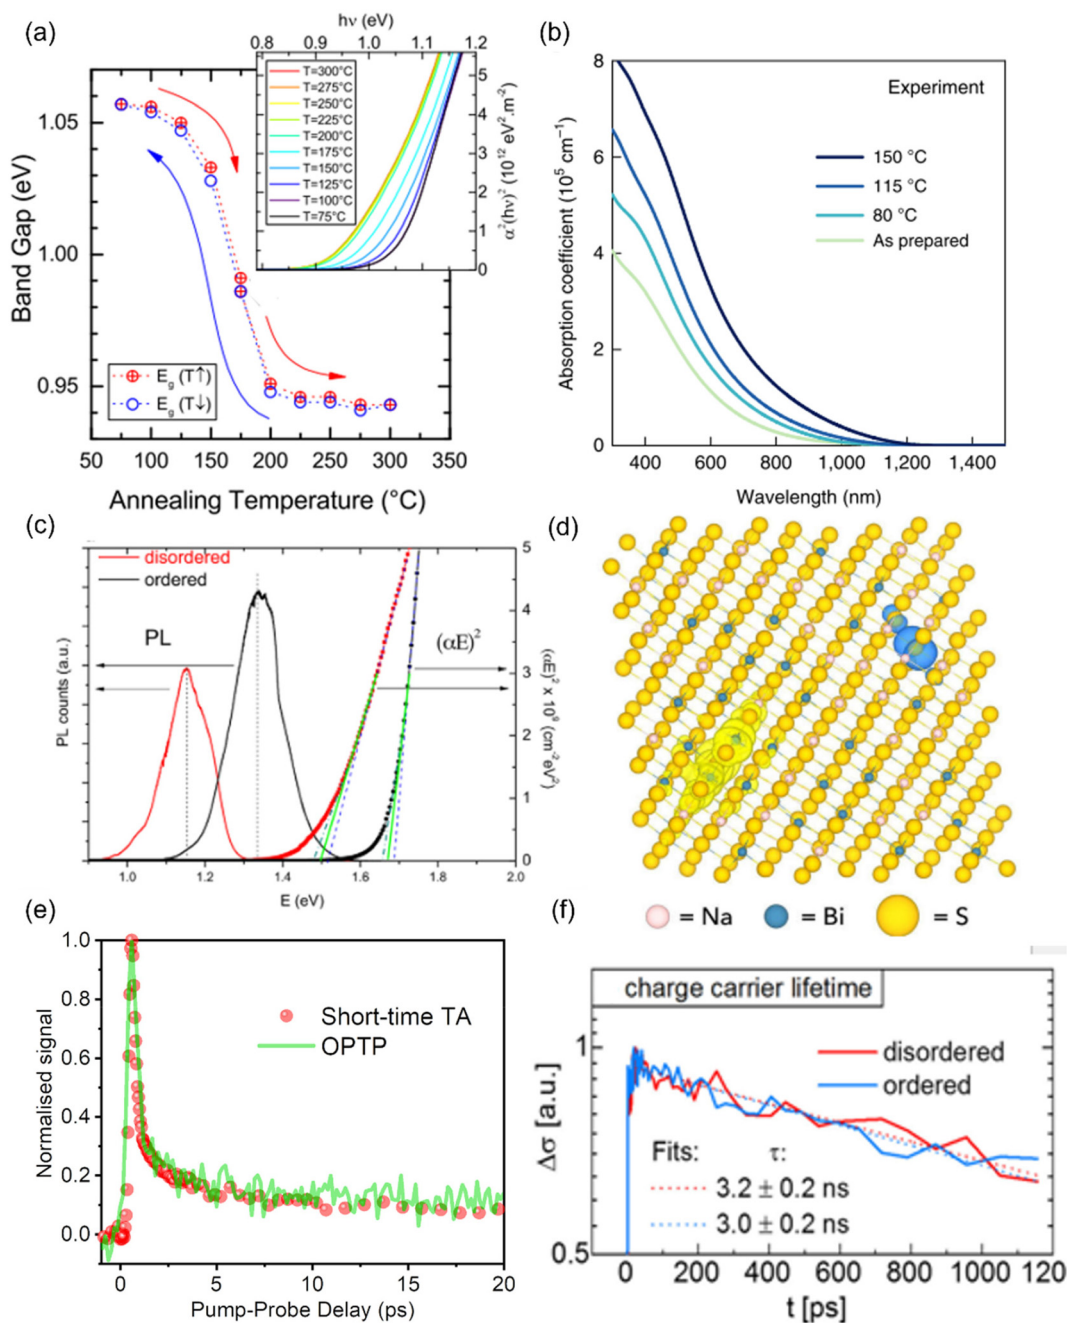 (a)
hν (eV)
0.8 0.9 1.0 1.1 1.2
T=300°C
T=275°C
T=250°C
T=225°C
T=200°C
T=175°C
T=150°C
T=125°C
T=100°C
T=75°C
5
4
3
2
1
0
α²(hν)² (10¹² eV².m⁻²)
1.05
1.00
0.95
Band Gap (eV)
E_g (T↑)
E_g (T↓)
50 100 150 200 250 300 350
Annealing Temperature (°C)
(b)
8
6
4
2
0
Absorption coefficient (10⁵ cm⁻¹)
Experiment
150 °C
115 °C
80 °C
As prepared
400 600 800 1,000 1,200 1,400
Wavelength (nm)
(c)
disordered
ordered
PL
(αE)²
PL counts (a.u.)
5
4
3
2
1
0
(αE)² x 10⁹ (cm⁻²eV²)
1.0 1.2 1.4 1.6 1.8 2.0
E (eV)
(d)
= Na = Bi = S
(e)
1.0
0.8
0.6
0.4
0.2
0.0
Normalised signal
Short-time TA
OPTP
0 5 10 15 20
Pump-Probe Delay (ps)
(f)
charge carrier lifetime
1
0.5
Δσ [a.u.]
disordered
ordered
Fits: τ:
3.2 ± 0.2 ns
3.0 ± 0.2 ns
0 200 400 600 800 1000 120
t [ps]